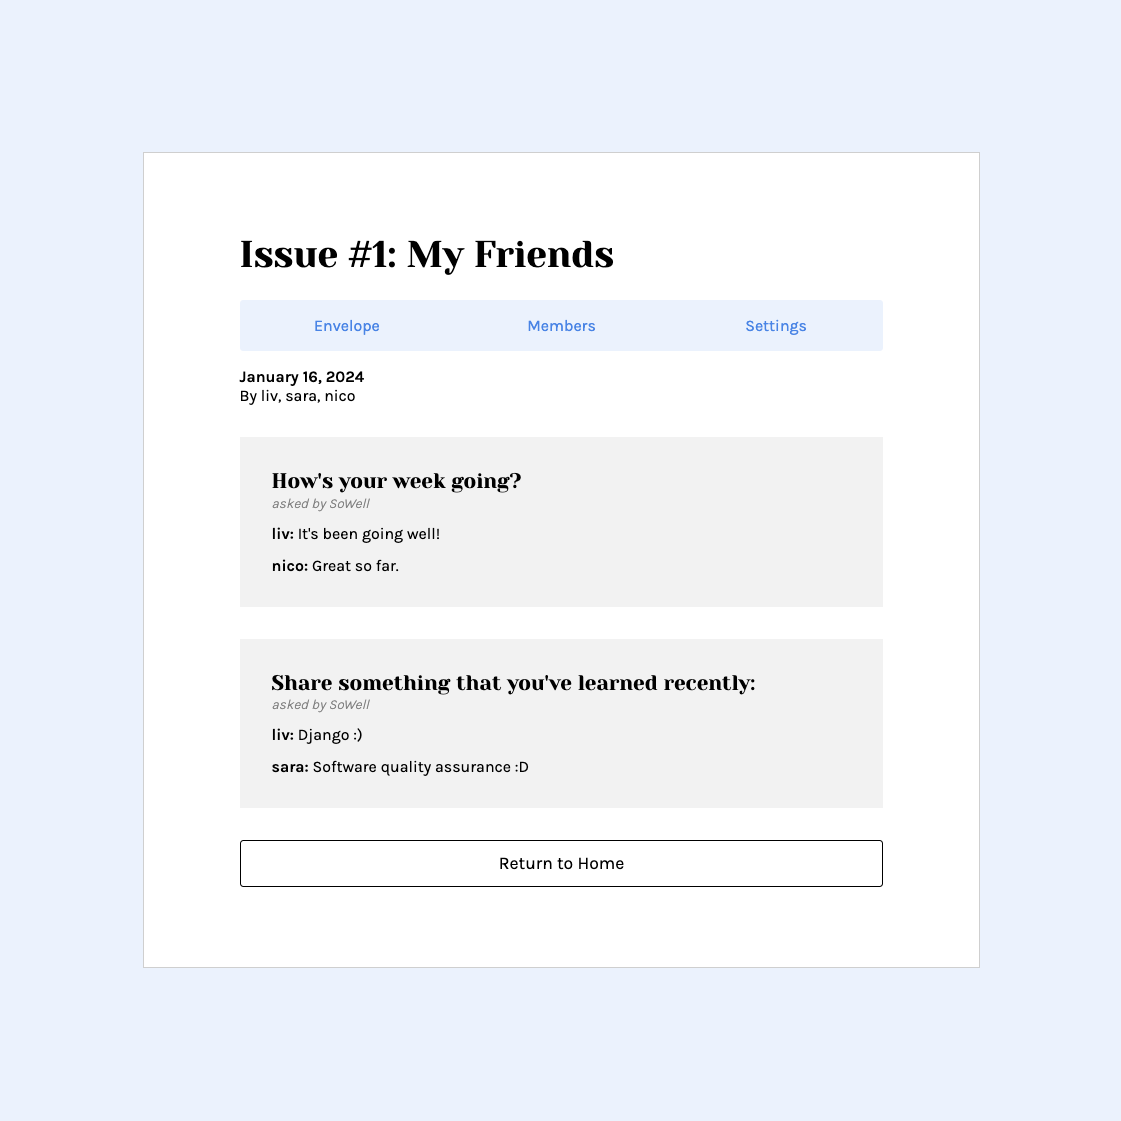 Issue #1: My Friends
Envelope Members Settings
January 16, 2024
By liv, sara, nico
How's your week going?
asked by SoWell
liv: It's been going well!
nico: Great so far.
Share something that you've learned recently:
asked by SoWell
liv: Django :)
sara: Software quality assurance :D
Return to Home